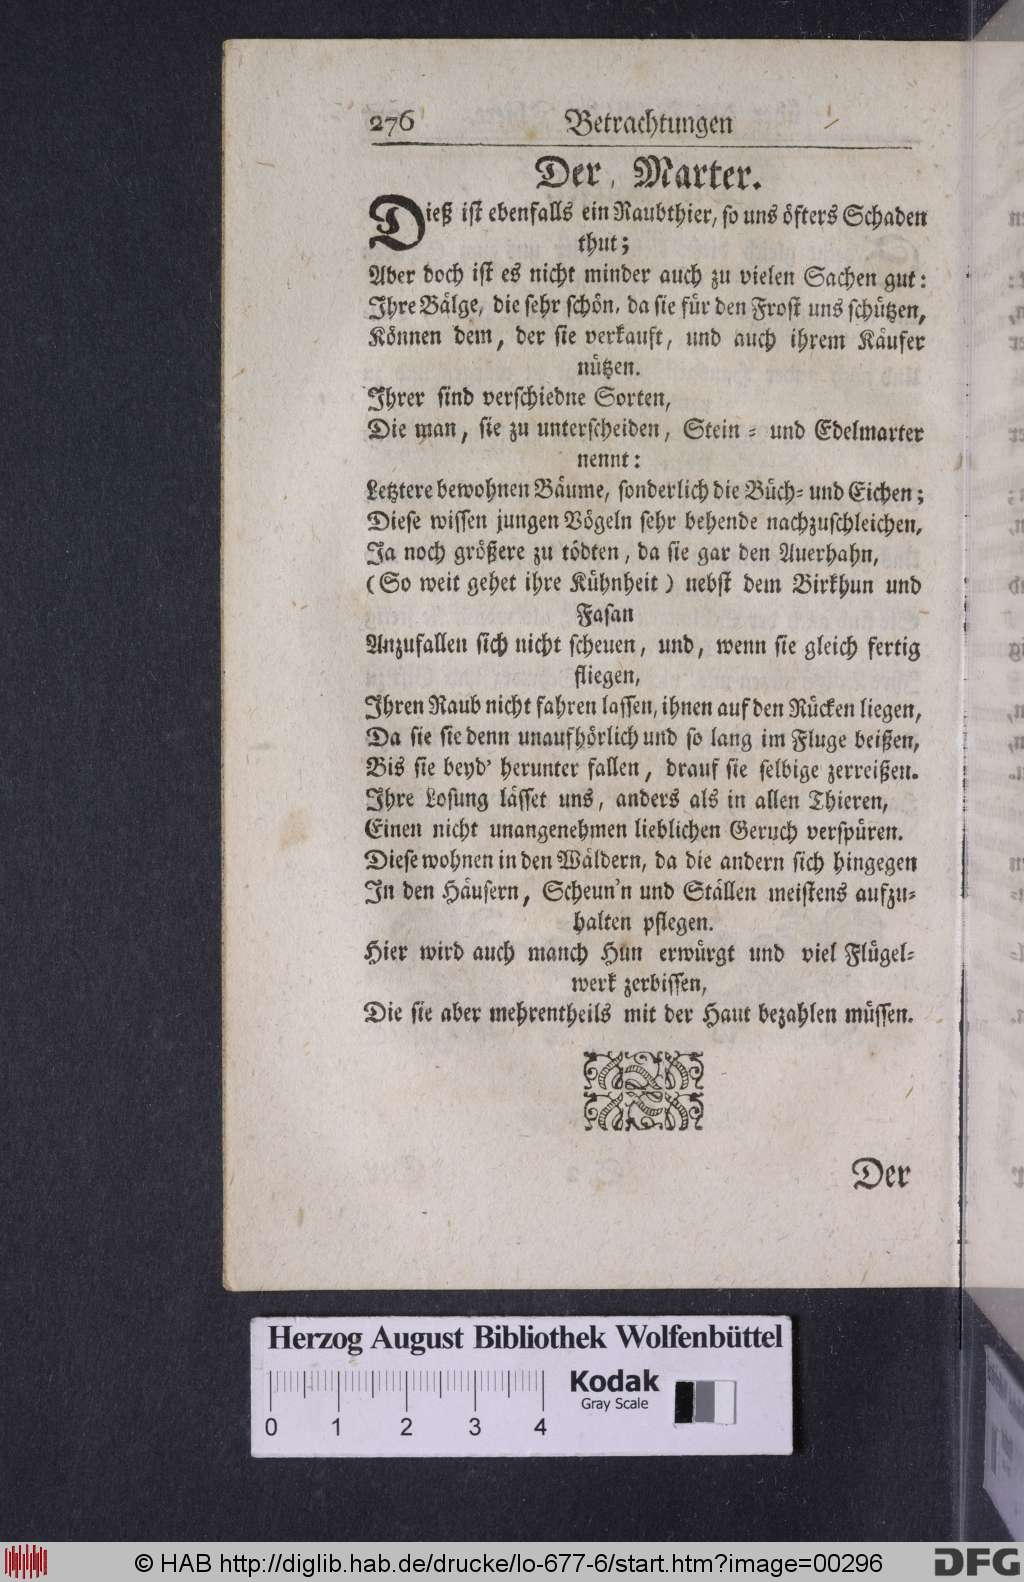 276 Betrachtungen
Der Marter.
Dieß ist ebenfalls ein Raubthier, so uns öfters Schaden
thut;
Aber doch ist es nicht minder auch zu vielen Sachen gut:
Ihre Bälge, die sehr schön, da sie für den Frost uns schützen,
Können dem, der sie verkauft, und auch ihrem Käufer
nützen.
Ihrer sind verschiedne Sorten,
Die man, sie zu unterscheiden, Stein- und Edelmarter
nennt:
Letztere bewohnen Bäume, sonderlich die Büch- und Eichen;
Diese wissen jungen Vögeln sehr behende nachzuschleichen,
Ja noch größere zu tödten, da sie gar den Auerhahn,
(So weit gehet ihre Kühnheit) nebst dem Birkhun und
Fasan
Anzufallen sich nicht scheuen, und, wenn sie gleich fertig
fliegen,
Ihren Raub nicht fahren lassen, ihnen auf den Rücken liegen,
Da sie sie denn unaufhörlich und so lang im Fluge beißen,
Bis sie beyd' herunter fallen, drauf sie selbige zerreißen.
Ihre Losung lässet uns, anders als in allen Thieren,
Einen nicht unangenehmen lieblichen Geruch verspüren.
Diese wohnen in den Wäldern, da die andern sich hingegen
In den Häusern, Scheun'n und Ställen meistens aufzu-
halten pflegen.
Hier wird auch manch Hun erwürgt und viel Flügel-
werk zerbissen,
Die sie aber mehrentheils mit der Haut bezahlen müssen.
Der
Herzog August Bibliothek Wolfenbüttel
Kodak
Gray Scale
0 1 2 3 4
© HAB http://diglib.hab.de/drucke/lo-677-6/start.htm?image=00296
DFG